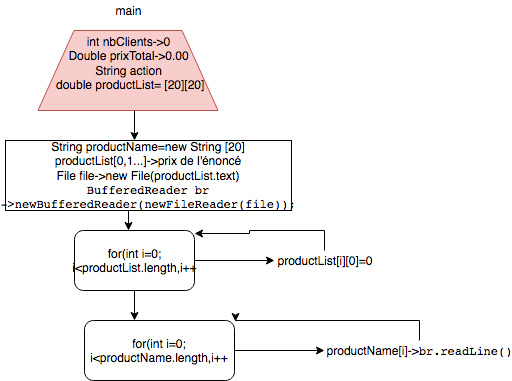 main
int nbClients->0
Double prixTotal->0.00
String action
double productList= [20][20]
String productName=new String [20]
productList[0,1...]->prix de l'énoncé
File file->new File(productList.text)
BufferedReader br
->newBufferedReader(newFileReader(file));
for(int i=0;
i<productList.length,i++
productList[i][0]=0
for(int i=0;
i<productName.length,i++
productName[i]->br.readLine()